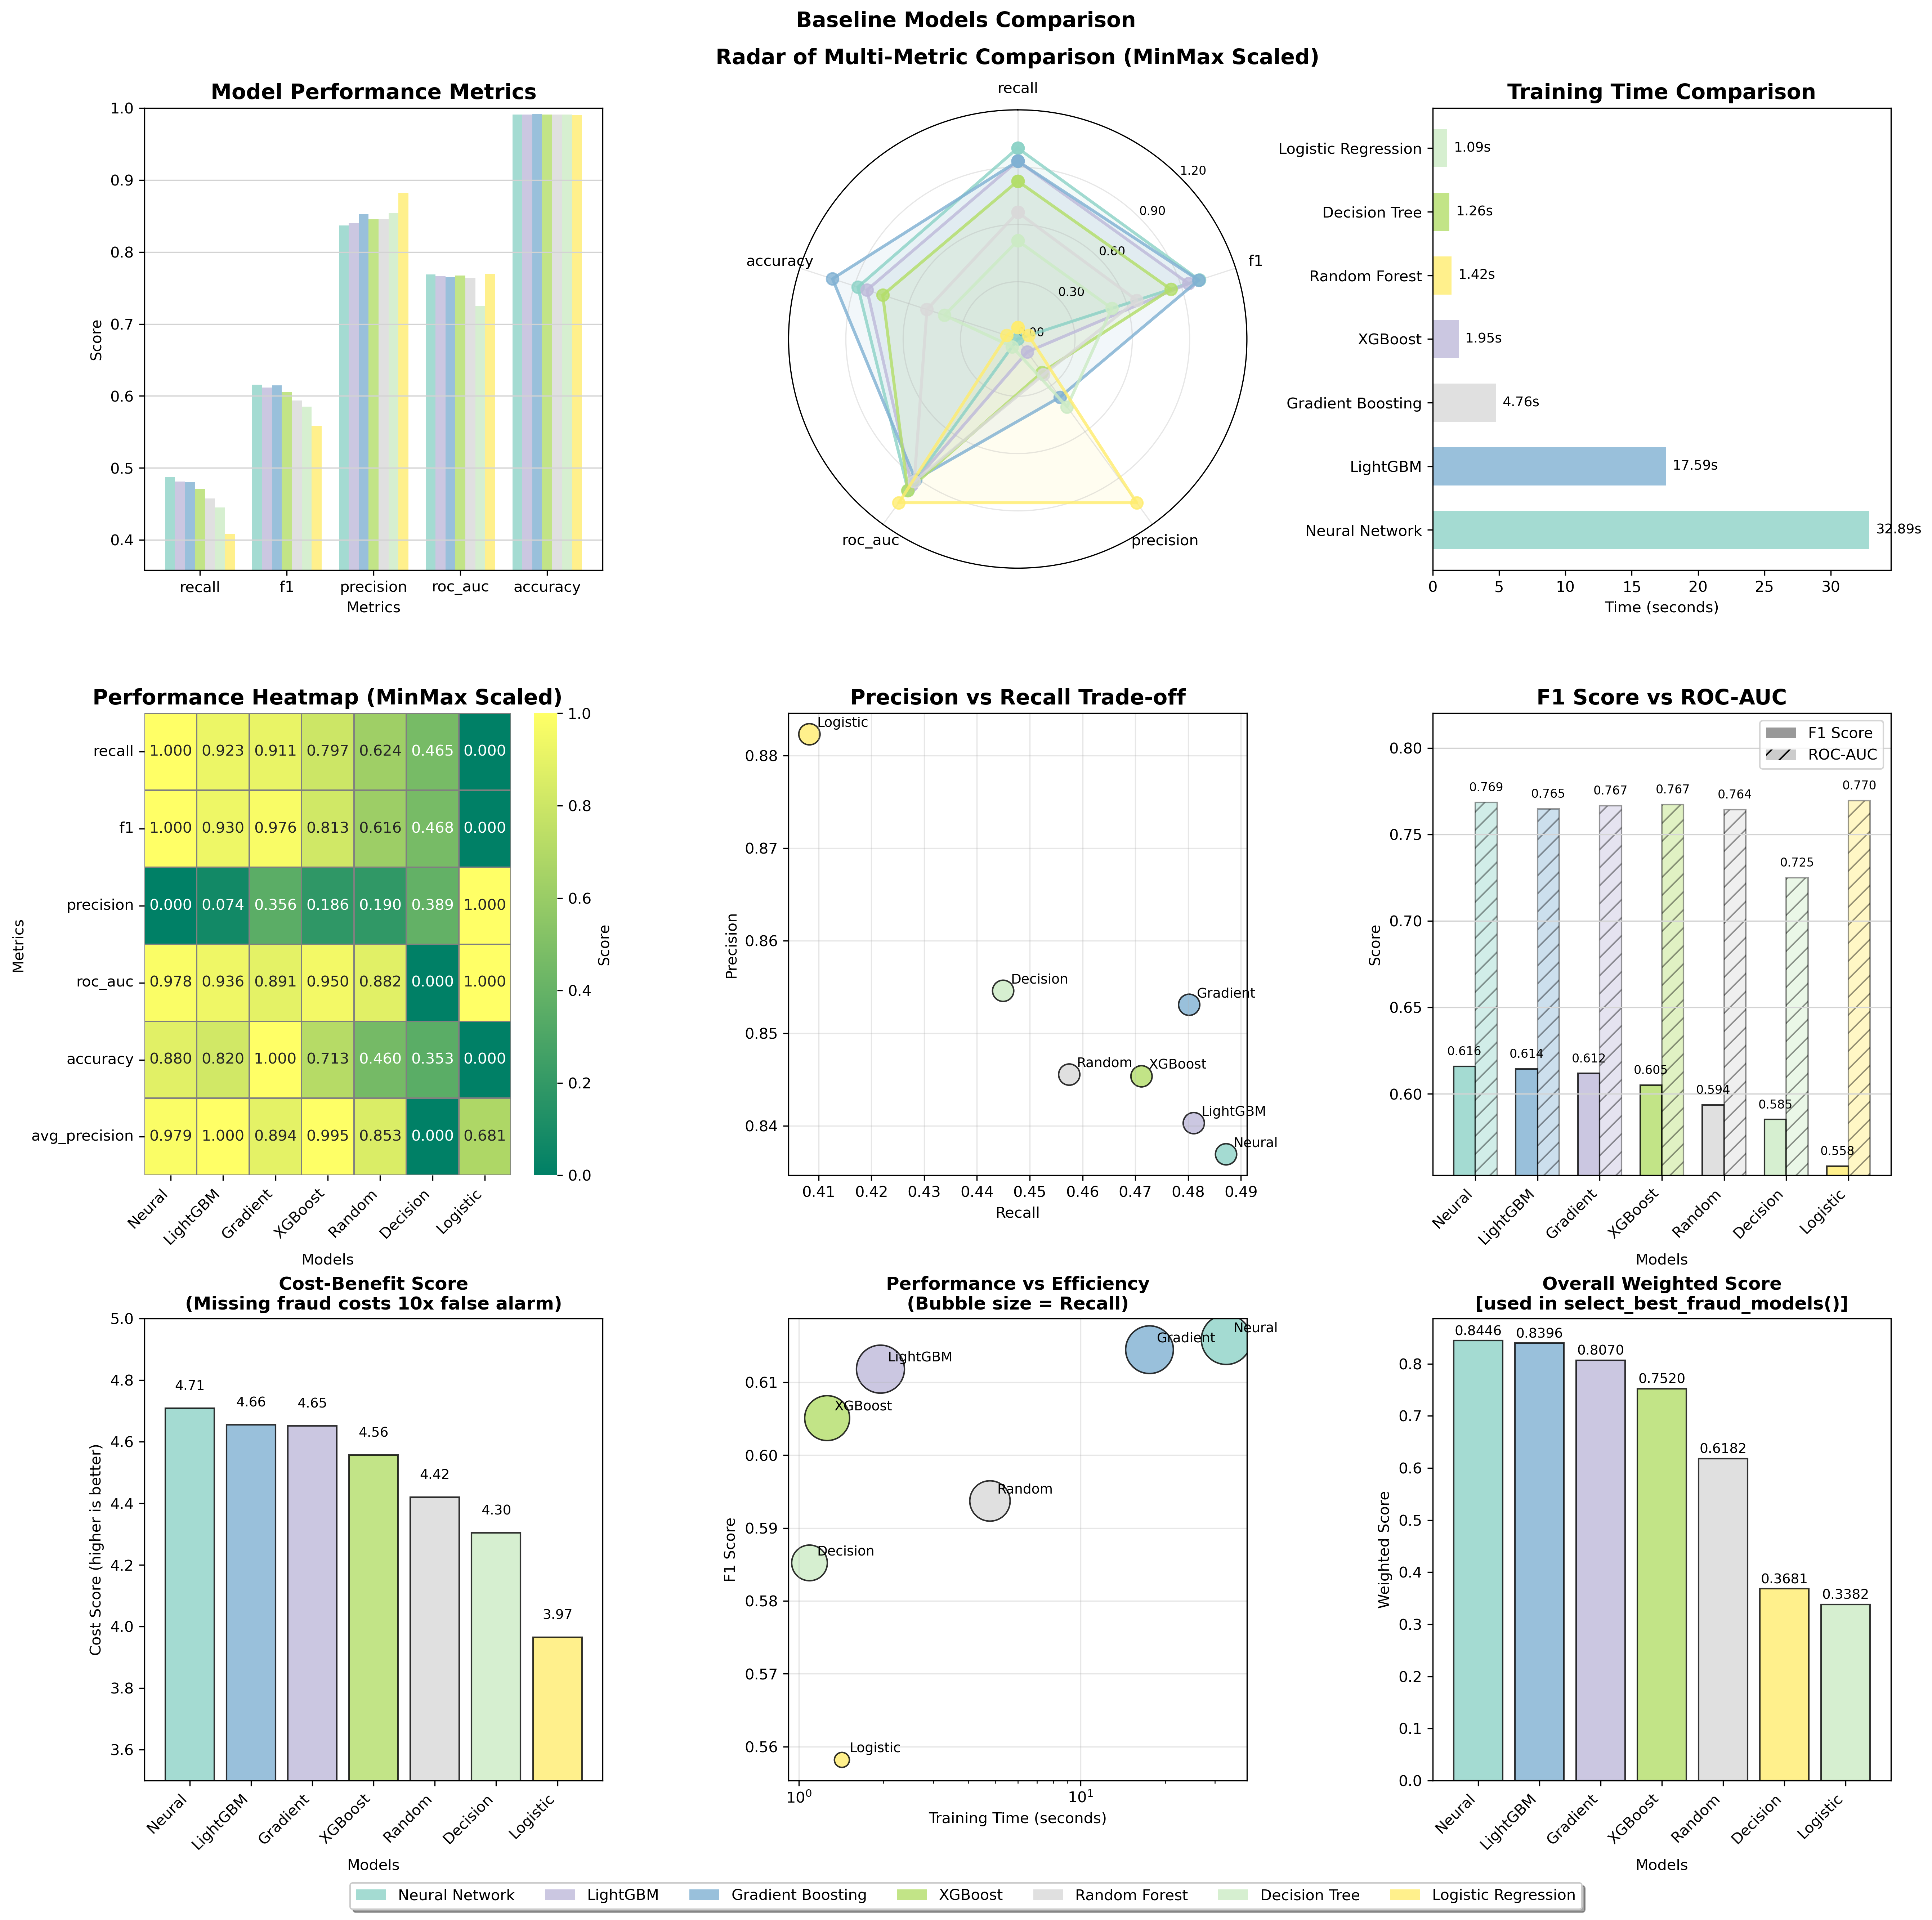 Baseline Models Comparison
Model Performance Metrics
1.0
0.9
0.8
0.7
0.6
0.5
0.4
Score
recall f1 precision roc_auc accuracy
Metrics
Radar of Multi-Metric Comparison (MinMax Scaled)
recall
1.20
0.90
0.60
0.30
f1
accuracy
roc_auc
precision
Training Time Comparison
Logistic Regression 1.09s
Decision Tree 1.26s
Random Forest 1.42s
XGBoost 1.95s
Gradient Boosting 4.76s
LightGBM 17.59s
Neural Network 32.89s
0 5 10 15 20 25 30
Time (seconds)
Performance Heatmap (MinMax Scaled)
Metrics
recall 1.000 0.923 0.911 0.797 0.624 0.465 0.000
f1 1.000 0.930 0.976 0.813 0.616 0.468 0.000
precision 0.000 0.074 0.356 0.186 0.190 0.389 1.000
roc_auc 0.978 0.936 0.891 0.950 0.882 0.000 1.000
accuracy 0.880 0.820 1.000 0.713 0.460 0.353 0.000
avg_precision 0.979 1.000 0.894 0.995 0.853 0.000 0.681
Neural LightGBM Gradient XGBoost Random Decision Logistic
Models
1.0
0.8
0.6
0.4
0.2
0.0
Score
Precision vs Recall Trade-off
0.88
0.87
0.86
0.85
0.84
Precision
Logistic
Decision
Gradient
Random
XGBoost
LightGBM
Neural
0.41 0.42 0.43 0.44 0.45 0.46 0.47 0.48 0.49
Recall
F1 Score vs ROC-AUC
F1 Score
ROC-AUC
0.80
0.75
0.70
0.65
0.60
Score
0.769 0.765 0.767 0.767 0.764 0.725 0.770
0.616 0.614 0.612 0.605 0.594 0.585 0.558
Neural LightGBM Gradient XGBoost Random Decision Logistic
Models
Cost-Benefit Score
(Missing fraud costs 10x false alarm)
5.0
4.8
4.6
4.4
4.2
4.0
3.8
3.6
Cost Score (higher is better)
4.71 4.66 4.65 4.56 4.42 4.30 3.97
Neural LightGBM Gradient XGBoost Random Decision Logistic
Models
Performance vs Efficiency
(Bubble size = Recall)
0.61
0.60
0.59
0.58
0.57
0.56
F1 Score
Neural
Gradient
LightGBM
XGBoost
Random
Decision
Logistic
10⁰ 10¹
Training Time (seconds)
Overall Weighted Score
[used in select_best_fraud_models()]
0.8
0.7
0.6
0.5
0.4
0.3
0.2
0.1
0.0
Weighted Score
0.8446 0.8396 0.8070 0.7520 0.6182 0.3681 0.3382
Neural LightGBM Gradient XGBoost Random Decision Logistic
Models
Neural Network LightGBM Gradient Boosting XGBoost Random Forest Decision Tree Logistic Regression